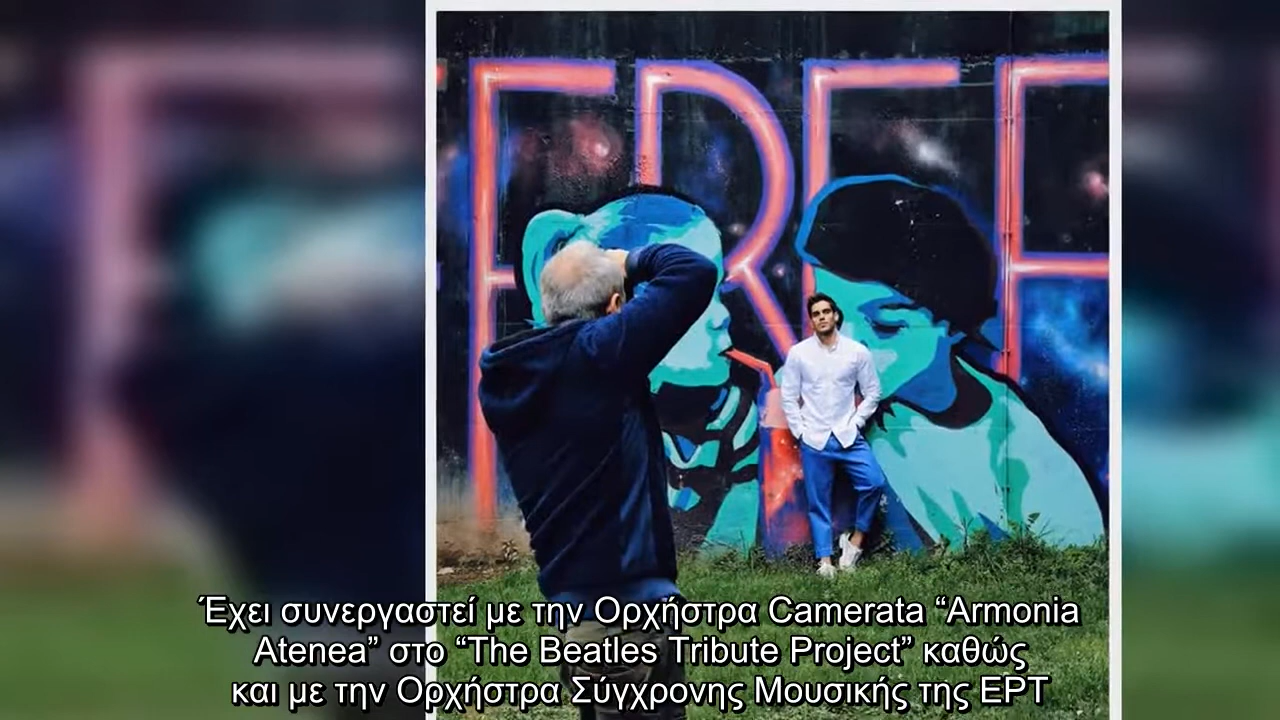 FREE
Έχει συνεργαστεί με την Ορχήστρα Camerata “Armonia
Atenea” στο “The Beatles Tribute Project” καθώς
και με την Ορχήστρα Σύγχρονης Μουσικής της ΕΡΤ